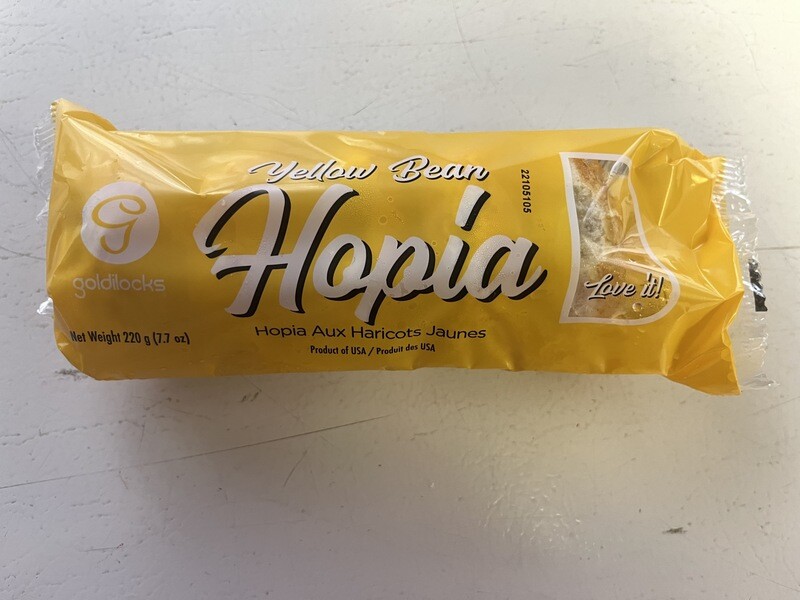 Yellow Bean
Hopia
22105105
goldilocks
Love it!
Net Weight 220 g (7.7 oz)
Hopia Aux Haricots Jaunes
Product of USA / Produit des USA